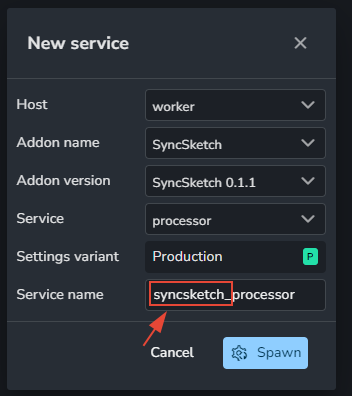 New service
Host worker
Addon name SyncSketch
Addon version SyncSketch 0.1.1
Service processor
Settings variant Production P
Service name syncsketch_processor
Cancel Spawn